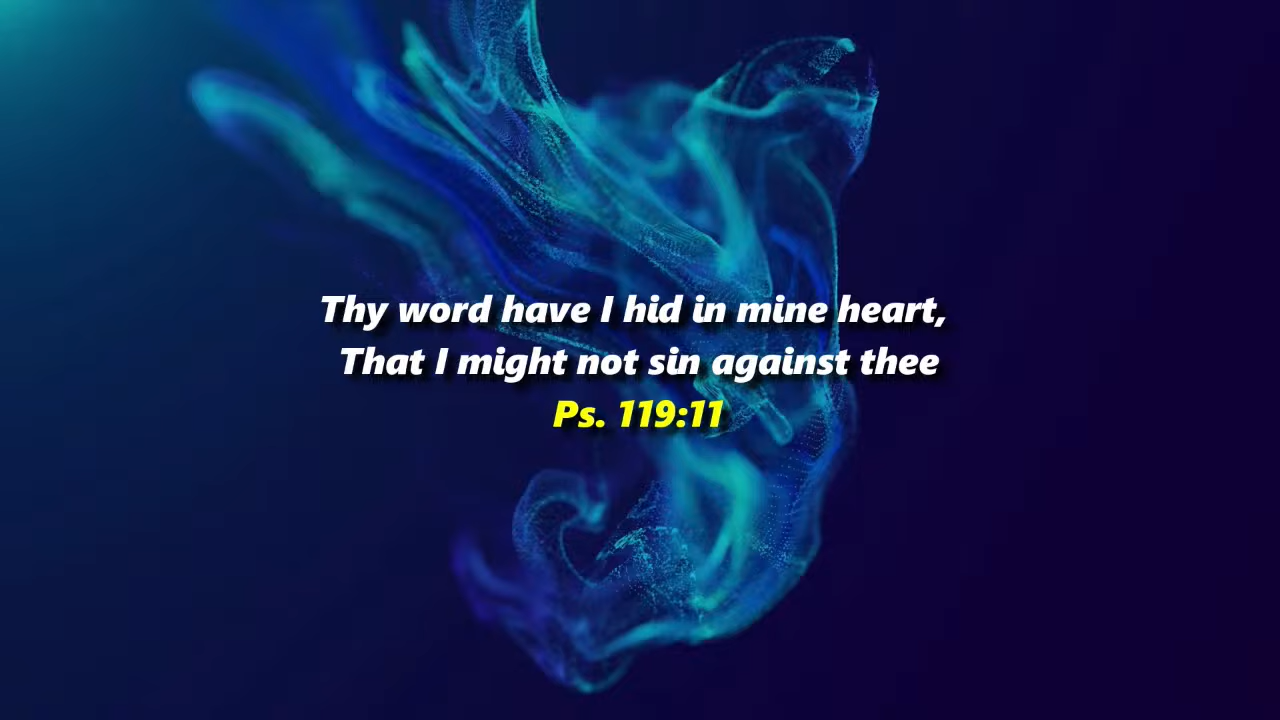 Thy word have I hid in mine heart,
That I might not sin against thee
Ps. 119:11